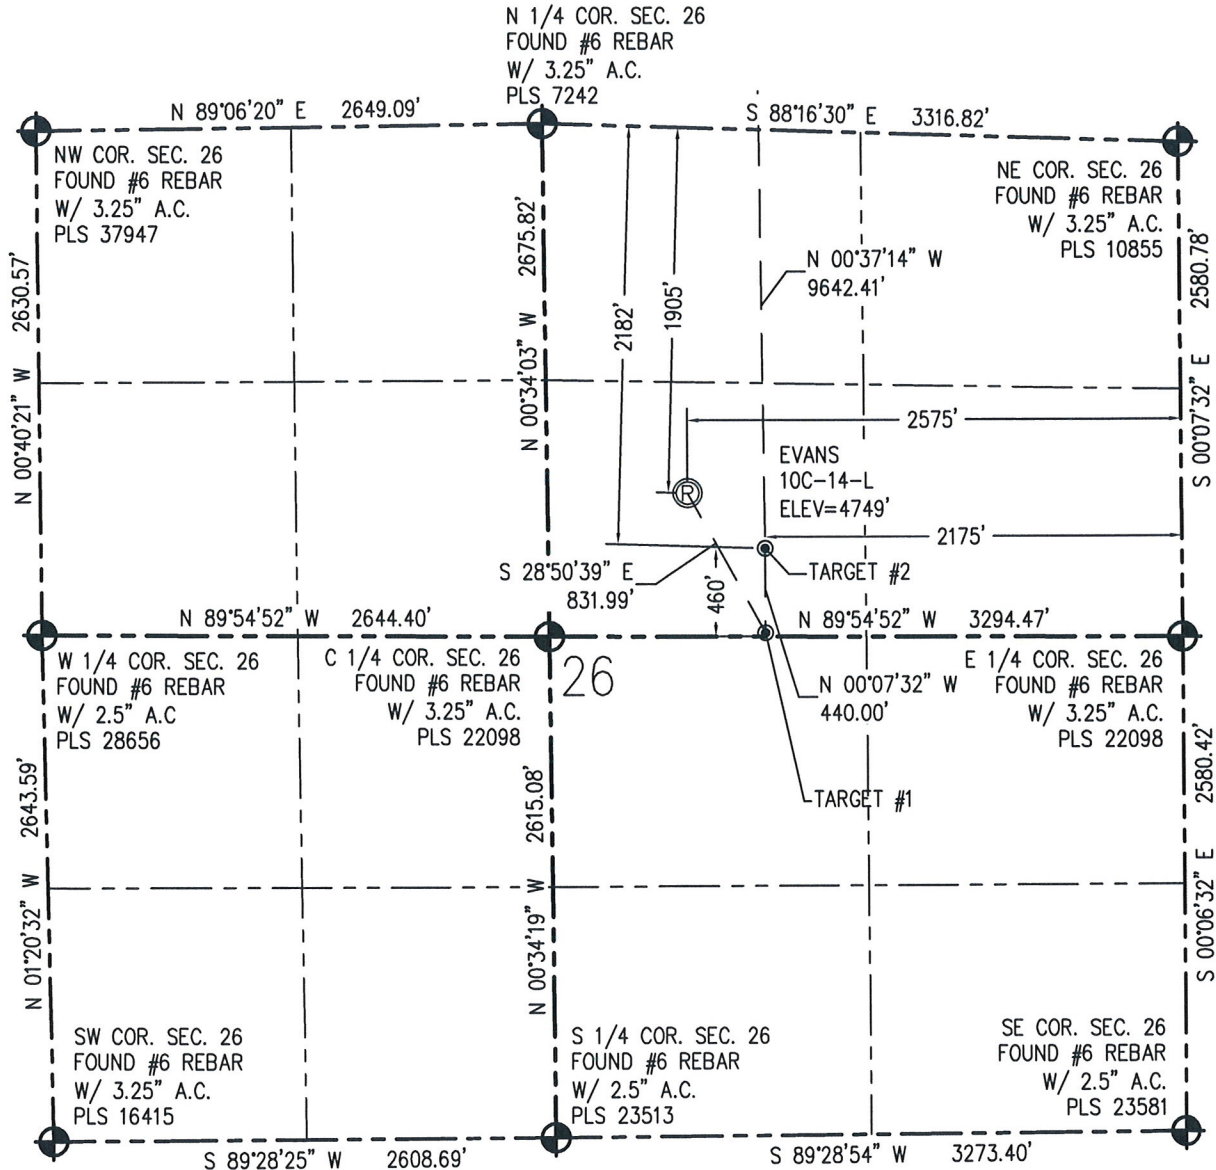 N 1/4 COR. SEC. 26
FOUND #6 REBAR
W/ 3.25" A.C.
PLS 7242
N 89°06'20" E 2649.09'
S 88°16'30" E 3316.82'
NW COR. SEC. 26
FOUND #6 REBAR
W/ 3.25" A.C.
PLS 37947
NE COR. SEC. 26
FOUND #6 REBAR
W/ 3.25" A.C.
PLS 10855
N 00°40'21" W 2630.57'
N 00°34'03" W 2675.82'
2182'
1905'
N 00°37'14" W
9642.41'
S 00°07'32" E 2580.78'
2575'
EVANS
10C-14-L
ELEV=4749'
R
2175'
TARGET #2
S 28°50'39" E
831.99'
460'
N 89°54'52" W 2644.40'
N 89°54'52" W 3294.47'
W 1/4 COR. SEC. 26
FOUND #6 REBAR
W/ 2.5" A.C
PLS 28656
C 1/4 COR. SEC. 26
FOUND #6 REBAR
W/ 3.25" A.C.
PLS 22098
26
N 00°07'32" W
440.00'
E 1/4 COR. SEC. 26
FOUND #6 REBAR
W/ 3.25" A.C.
PLS 22098
TARGET #1
N 01°20'32" W 2643.59'
N 00°34'19" W 2615.08'
S 00°06'32" E 2580.42'
SW COR. SEC. 26
FOUND #6 REBAR
W/ 3.25" A.C.
PLS 16415
S 1/4 COR. SEC. 26
FOUND #6 REBAR
W/ 2.5" A.C.
PLS 23513
SE COR. SEC. 26
FOUND #6 REBAR
W/ 2.5" A.C.
PLS 23581
S 89°28'25" W 2608.69'
S 89°28'54" W 3273.40'